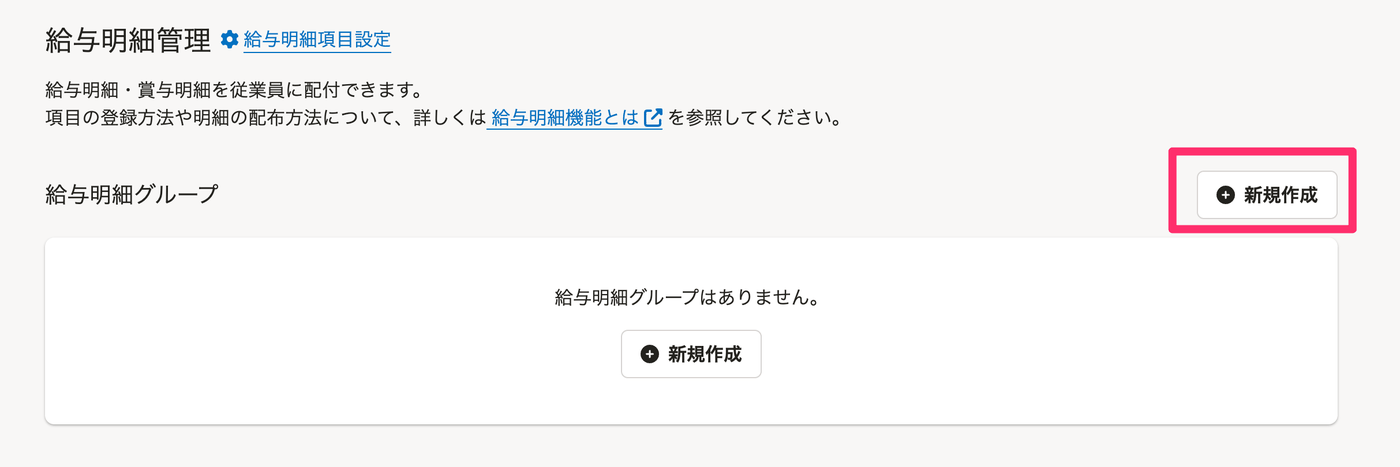 給与明細管理 給与明細項目設定
給与明細・賞与明細を従業員に配付できます。
項目の登録方法や明細の配布方法について、詳しくは 給与明細機能とは を参照してください。
給与明細グループ
新規作成
給与明細グループはありません。
新規作成